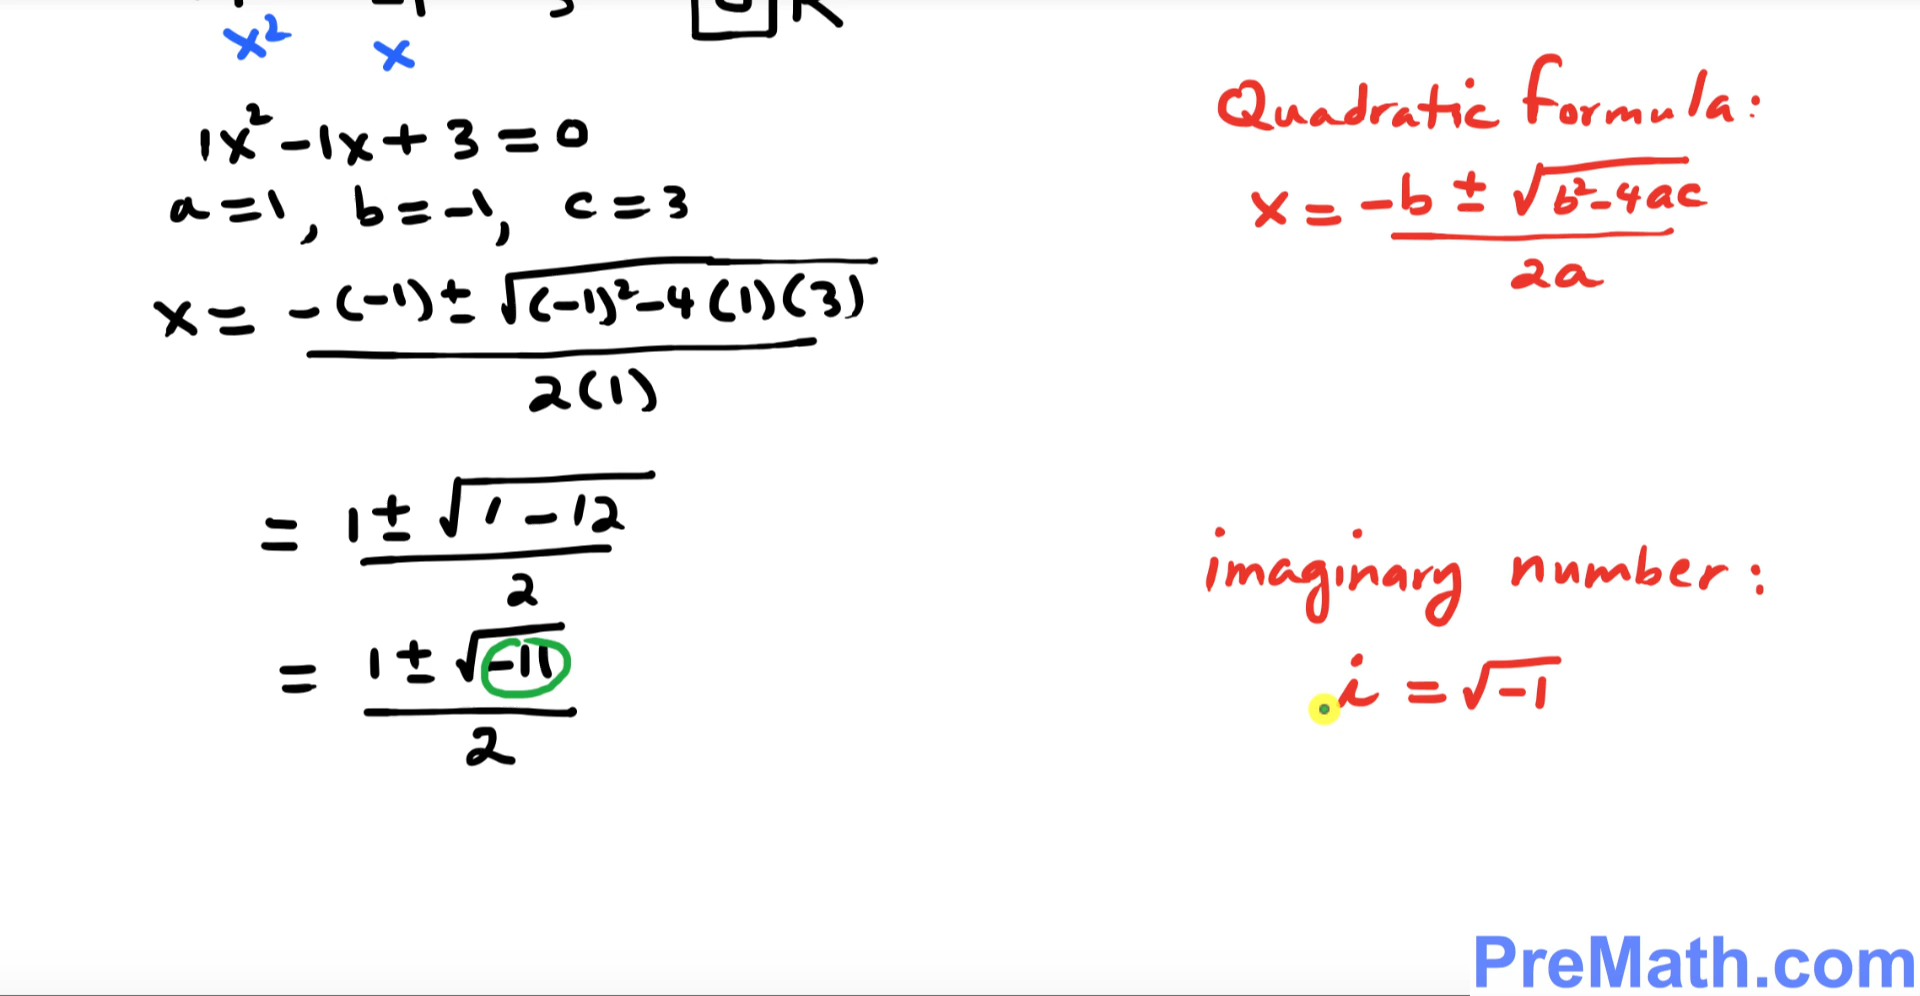 x²  x
1x² - 1x + 3 = 0
a = 1, b = -1, c = 3
x = -(-1) ± √((-1)² - 4(1)(3))
2(1)
= 1 ± √(1 - 12)
2
= 1 ± √(-11)
2
Quadratic formula:
x = -b ± √(b² - 4ac)
2a
imaginary number:
i = √-1
PreMath.com